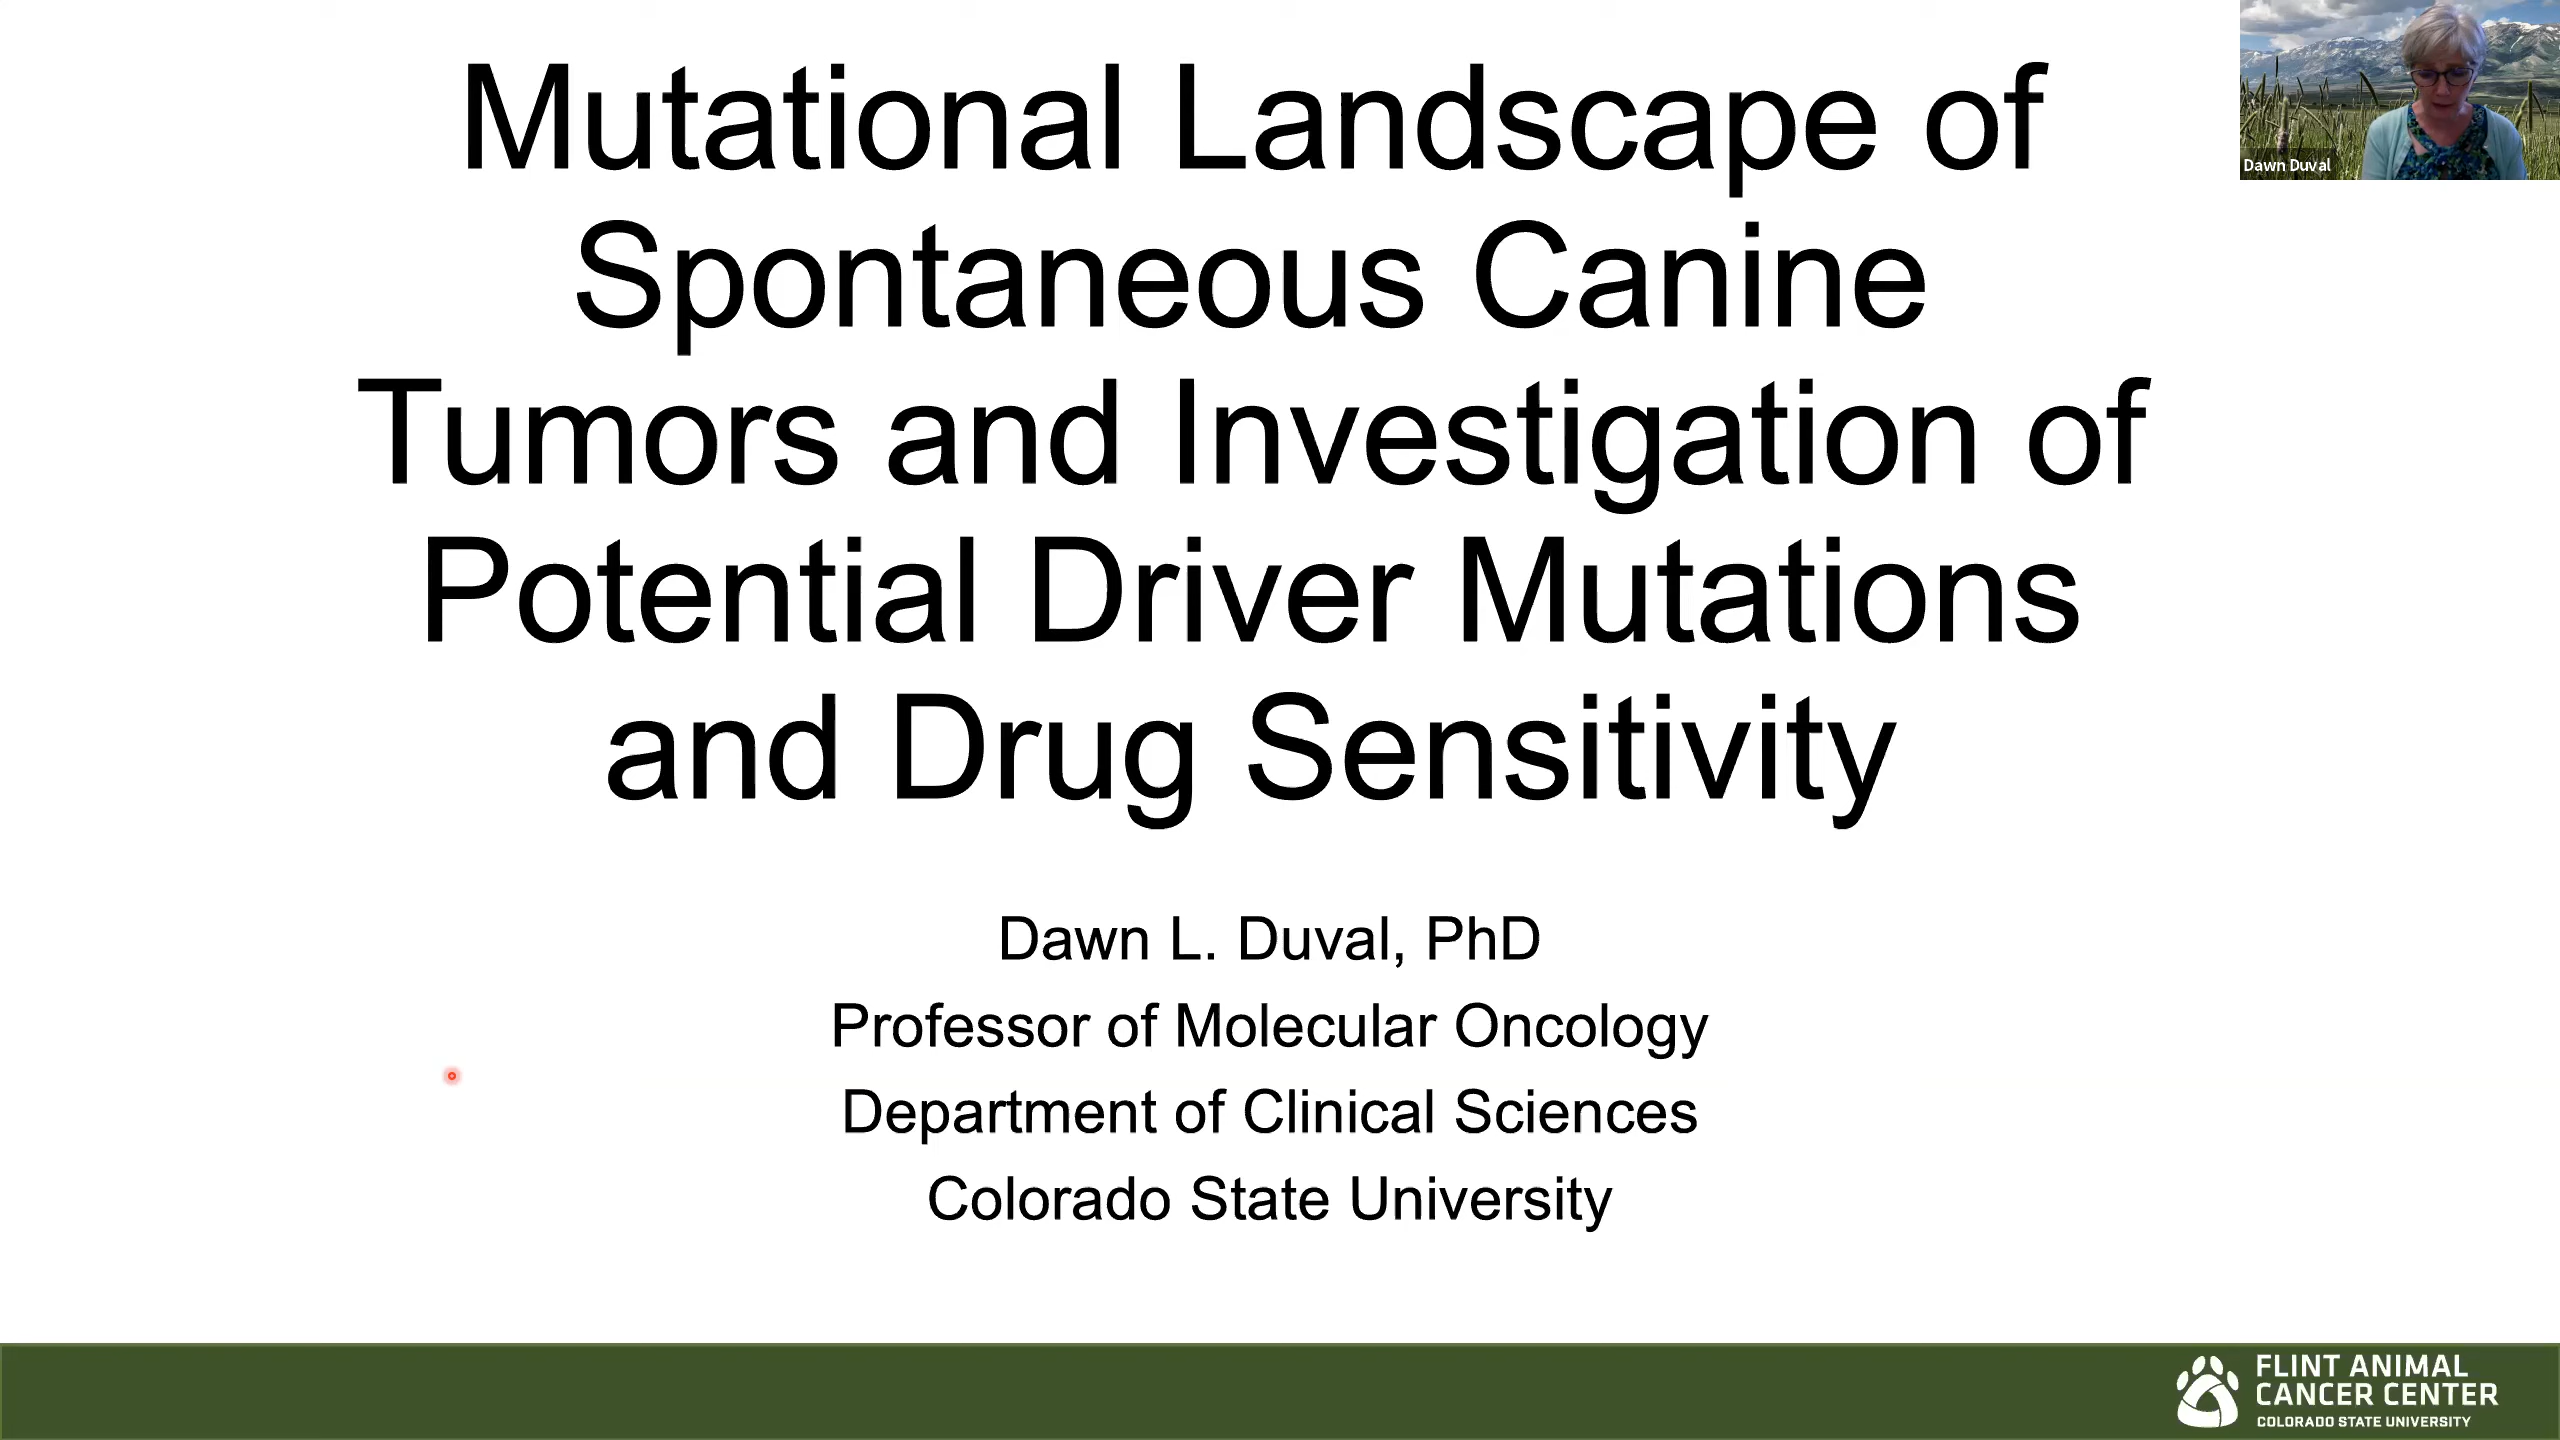 Mutational Landscape of
Spontaneous Canine
Tumors and Investigation of
Potential Driver Mutations
and Drug Sensitivity
Dawn Duval
Dawn L. Duval, PhD
Professor of Molecular Oncology
Department of Clinical Sciences
Colorado State University
FLINT ANIMAL
CANCER CENTER
COLORADO STATE UNIVERSITY